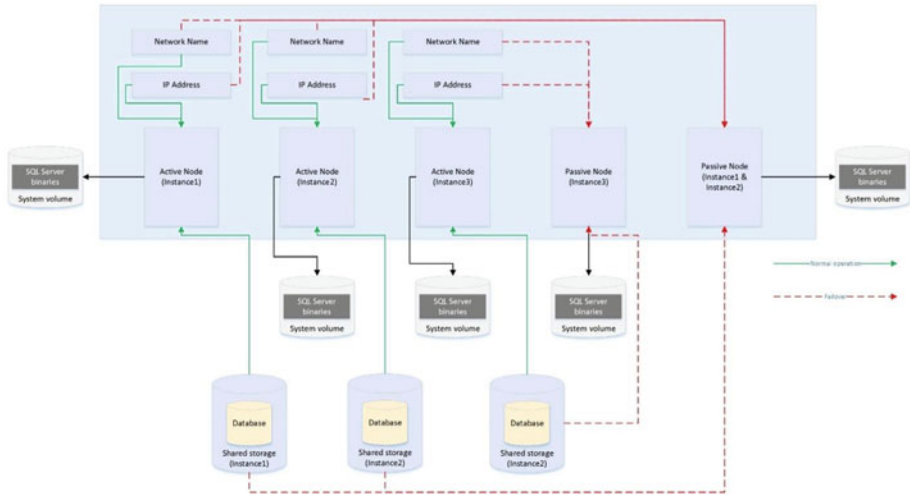 Network Name
Network Name
Network Name
IP Address
IP Address
IP Address
SQL Server
binaries
System volume
Active Node
(Instance1)
Active Node
(Instance2)
Active Node
(Instance3)
Passive Node
(Instance3)
Passive Node
(Instance1 &
Instance2)
SQL Server
binaries
System volume
Normal operation
Failover
SQL Server
binaries
System volume
SQL Server
binaries
System volume
SQL Server
binaries
System volume
Database
Shared storage
(Instance1)
Database
Shared storage
(Instance2)
Database
Shared storage
(Instance2)